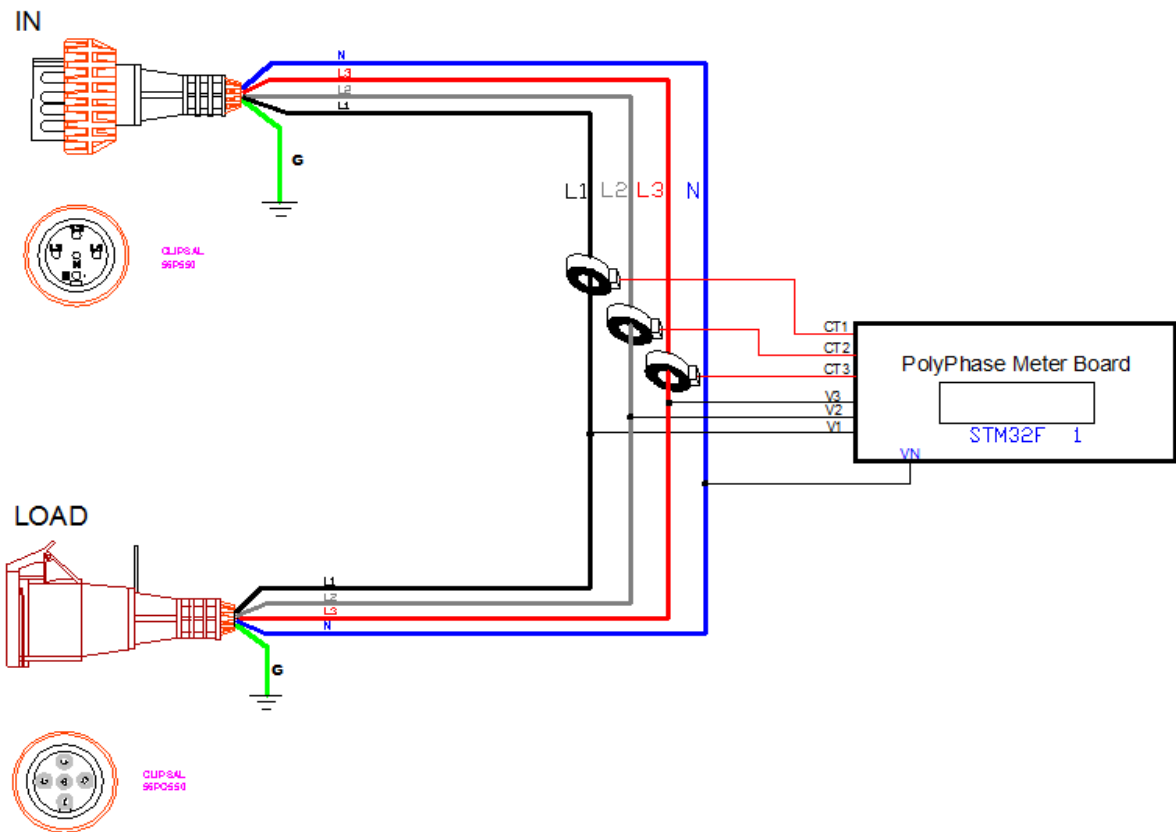 IN
N
L3
L2
L1
G
CLIPSAL
56P550
L1 L2 L3 N
CT1
CT2
CT3
PolyPhase Meter Board
V3
V2
V1
STM32F 1
VN
LOAD
L1
L2
L3
N
G
CLIPSAL
56PO550